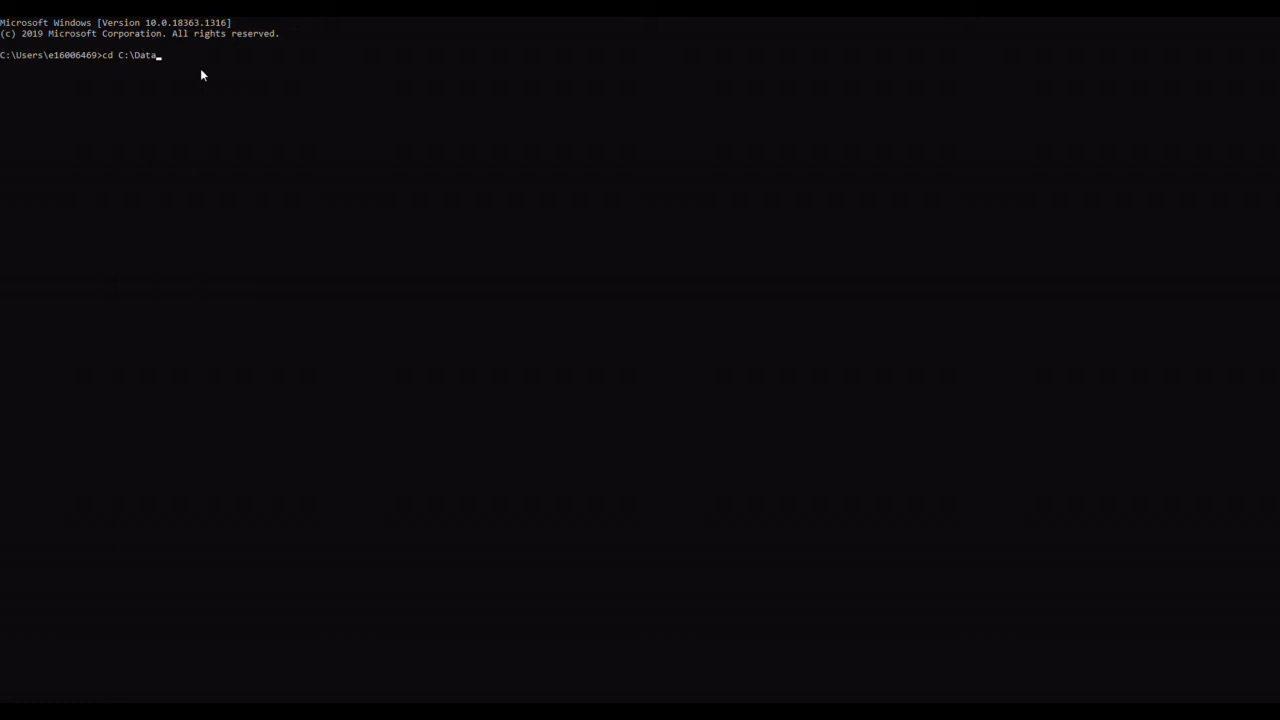 Microsoft Windows [Version 10.0.18363.1316]
(c) 2019 Microsoft Corporation. All rights reserved.
C:\Users\e16006469>cd C:\Data